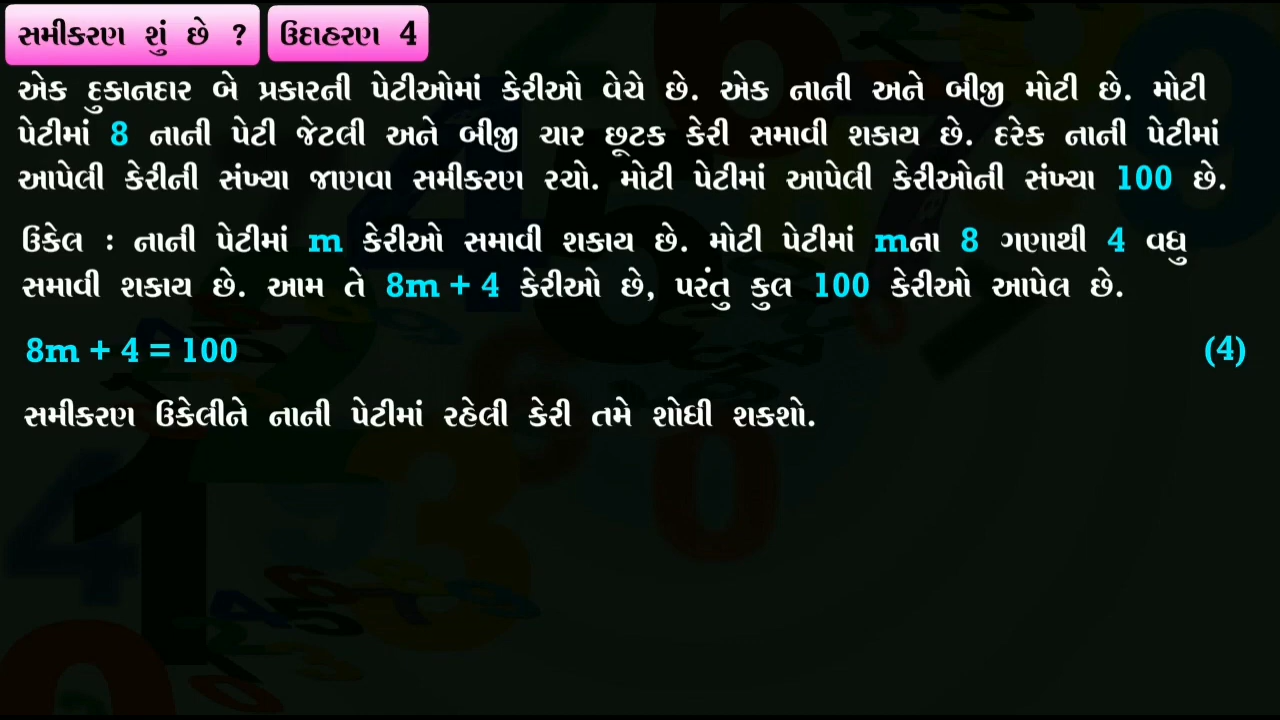 સમીકરણ શું છે ? ઉદાહરણ 4
એક દુકાનદાર બે પ્રકારની પેટીઓમાં કેરીઓ વેચે છે. એક નાની અને બીજી મોટી છે. મોટી
પેટીમાં 8 નાની પેટી જેટલી અને બીજી ચાર છૂટક કેરી સમાવી શકાય છે. દરેક નાની પેટીમાં
આપેલી કેરીની સંખ્યા જાણવા સમીકરણ રચો. મોટી પેટીમાં આપેલી કેરીઓની સંખ્યા 100 છે.
ઉકેલ : નાની પેટીમાં m કેરીઓ સમાવી શકાય છે. મોટી પેટીમાં mના 8 ગણાથી 4 વધુ
સમાવી શકાય છે. આમ તે 8m + 4 કેરીઓ છે, પરંતુ કુલ 100 કેરીઓ આપેલ છે.
8m + 4 = 100 (4)
સમીકરણ ઉકેલીને નાની પેટીમાં રહેલી કેરી તમે શોધી શકશો.